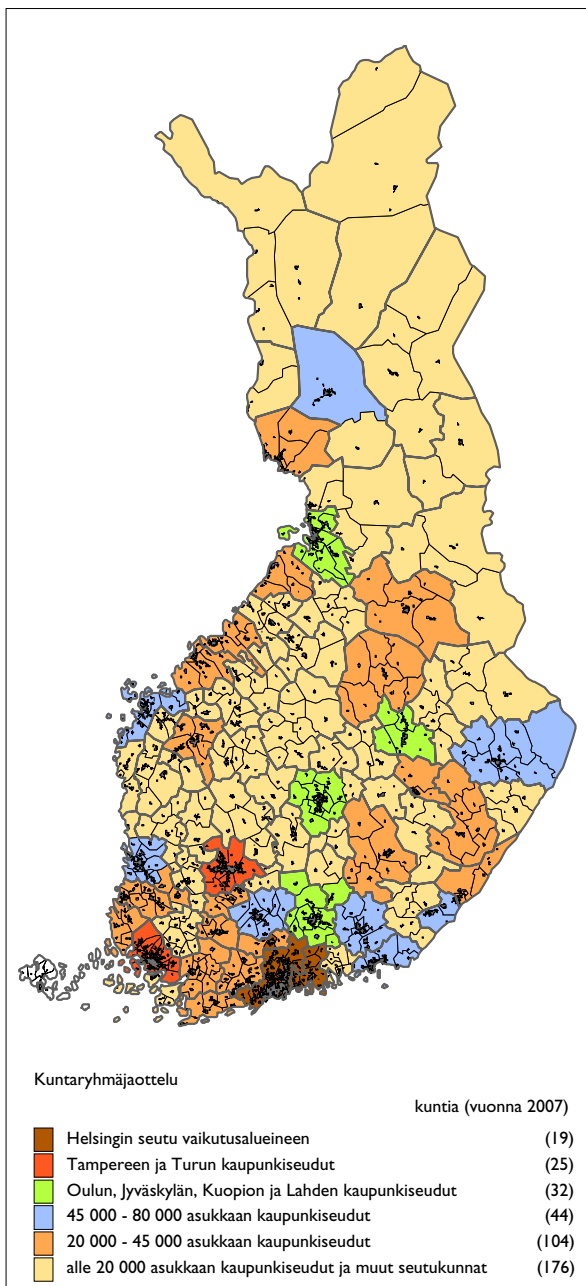 Kuntaryhmäjaottelu
kuntia (vuonna 2007)
Helsingin seutu vaikutusalueineen (19)
Tampereen ja Turun kaupunkiseudut (25)
Oulun, Jyväskylän, Kuopion ja Lahden kaupunkiseudut (32)
45 000 - 80 000 asukkaan kaupunkiseudut (44)
20 000 - 45 000 asukkaan kaupunkiseudut (104)
alle 20 000 asukkaan kaupunkiseudut ja muut seutukunnat (176)